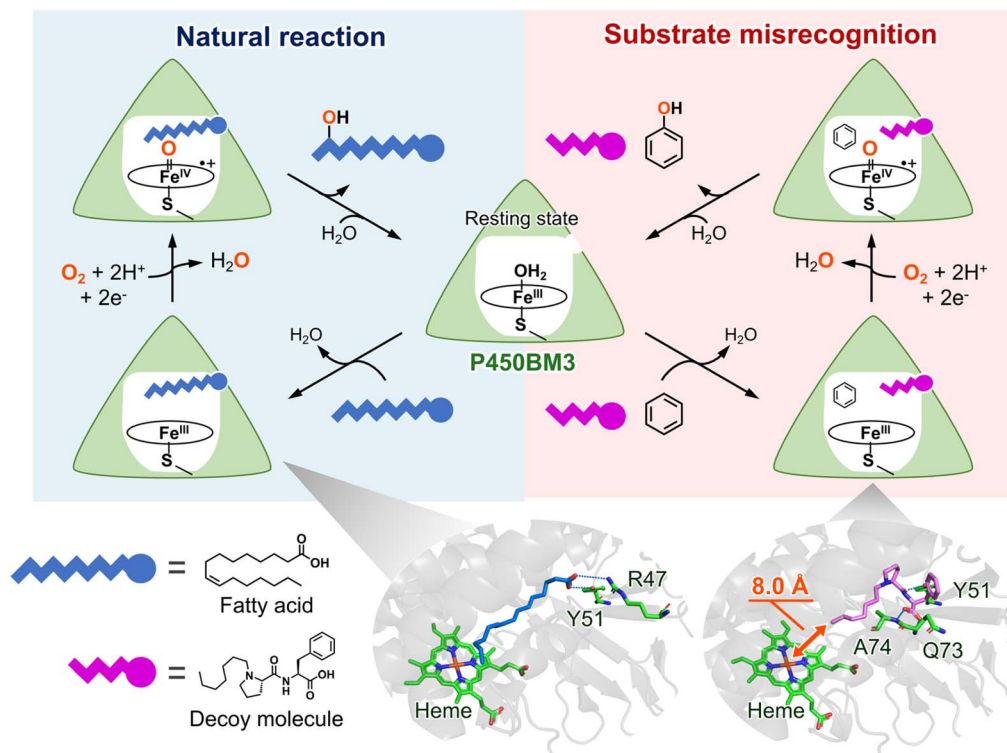 Natural reaction
Substrate misrecognition
O
Fe^IV •+
S
OH
H₂O
O₂ + 2H⁺
+ 2e⁻
H₂O
Fe^III
S
H₂O
Resting state
OH₂
Fe^III
S
P450BM3
OH
H₂O
O
Fe^IV •+
S
H₂O
O₂ + 2H⁺
+ 2e⁻
H₂O
Fe^III
S
=
O
OH
Fatty acid
=
N
O
N
H
O
OH
Decoy molecule
R47
Y51
Heme
8.0 Å
Y51
A74
Q73
Heme